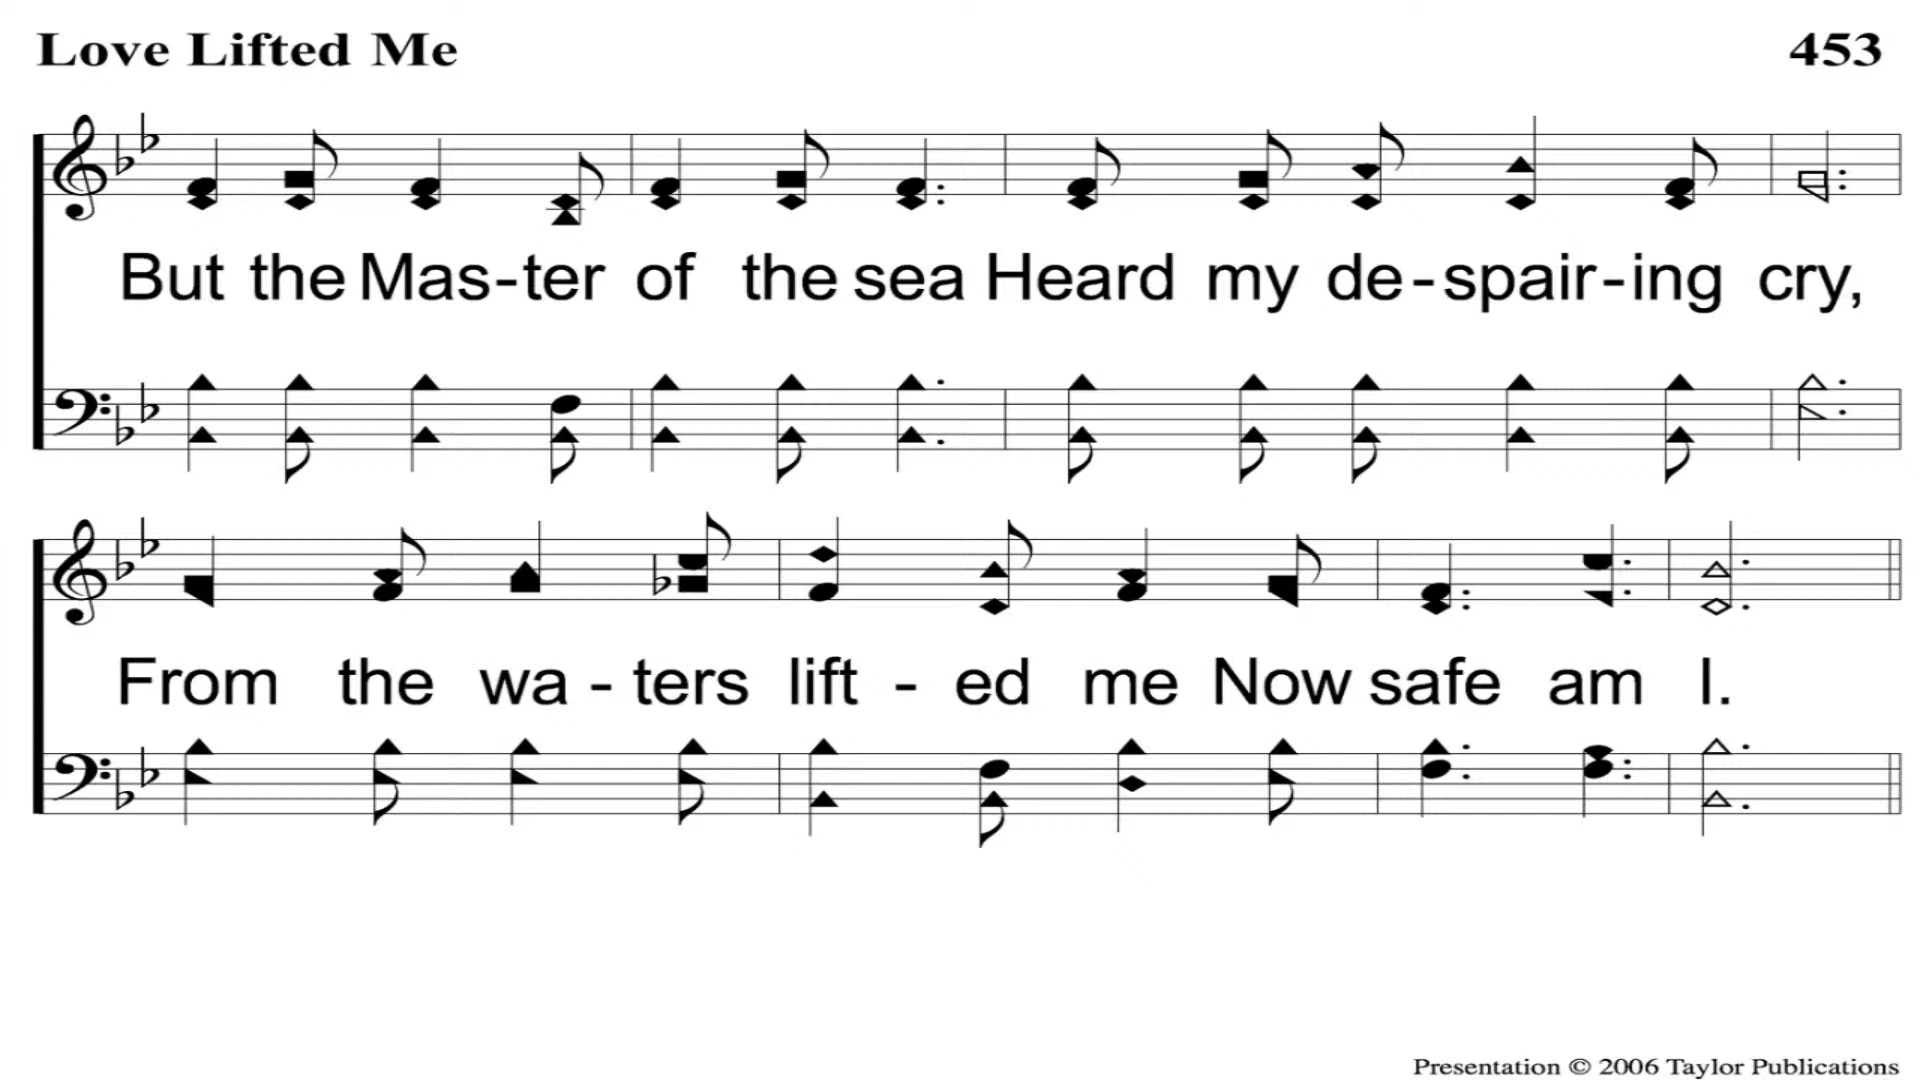 Love Lifted Me 453
But the Mas-ter of the sea Heard my de-spair-ing cry,
From the wa - ters lift - ed me Now safe am I.
Presentation © 2006 Taylor Publications